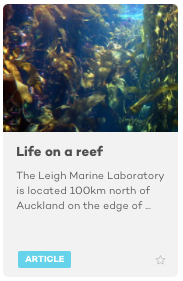 Life on a reef
The Leigh Marine Laboratory
is located 100km north of
Auckland on the edge of ...
ARTICLE